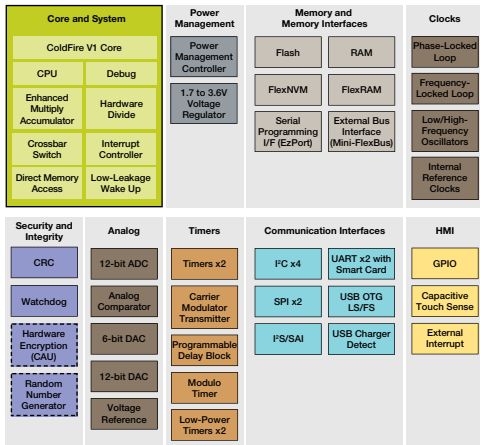 Core and System
ColdFire V1 Core
CPU
Debug
Enhanced
Multiply
Accumulator
Hardware
Divide
Crossbar
Switch
Interrupt
Controller
Direct Memory
Access
Low-Leakage
Wake Up
Power
Management
Power
Management
Controller
1.7 to 3.6V
Voltage
Regulator
Memory and
Memory Interfaces
Flash
RAM
FlexNVM
FlexRAM
Serial
Programming
I/F (EzPort)
External Bus
Interface
(Mini-FlexBus)
Clocks
Phase-Locked
Loop
Frequency-
Locked Loop
Low/High-
Frequency
Oscillators
Internal
Reference
Clocks
Security and
Integrity
CRC
Watchdog
Hardware
Encryption
(CAU)
Random
Number
Generator
Analog
12-bit ADC
Analog
Comparator
6-bit DAC
12-bit DAC
Voltage
Reference
Timers
Timers x2
Carrier
Modulator
Transmitter
Programmable
Delay Block
Modulo
Timer
Low-Power
Timers x2
Communication Interfaces
I²C x4
UART x2 with
Smart Card
SPI x2
USB OTG
LS/FS
I²S/SAI
USB Charger
Detect
HMI
GPIO
Capacitive
Touch Sense
External
Interrupt